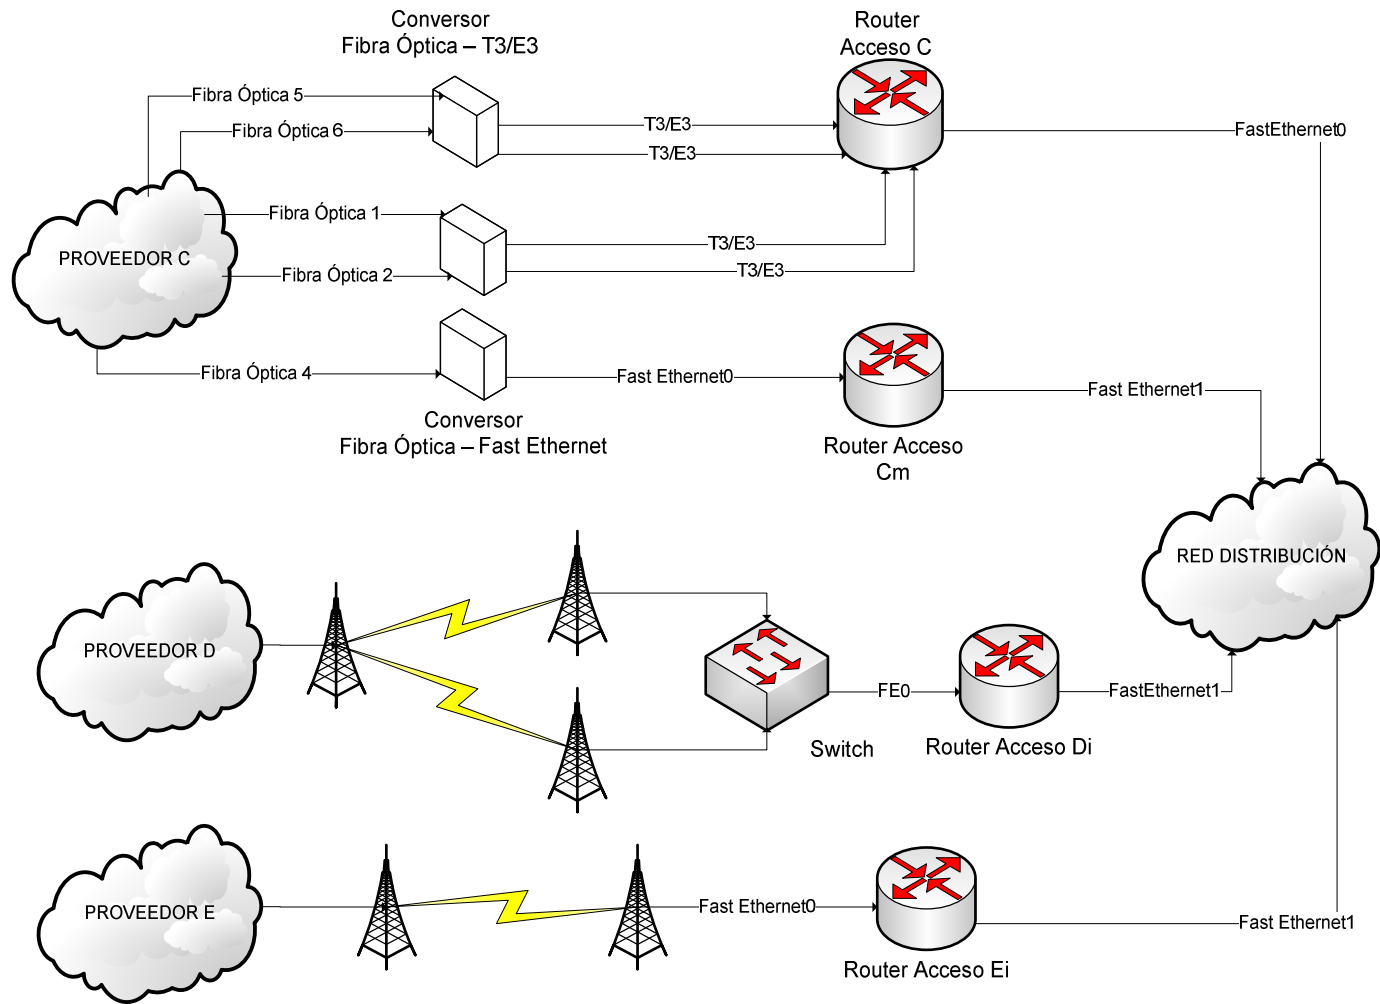 Conversor
Fibra Óptica – T3/E3
Router
Acceso C
Fibra Óptica 5
Fibra Óptica 6
T3/E3
T3/E3
FastEthernet0
Fibra Óptica 1
T3/E3
PROVEEDOR C
Fibra Óptica 2
T3/E3
Fibra Óptica 4
Fast Ethernet0
Fast Ethernet1
Conversor
Fibra Óptica – Fast Ethernet
Router Acceso
Cm
RED DISTRIBUCIÓN
PROVEEDOR D
FE0
FastEthernet1
Switch
Router Acceso Di
PROVEEDOR E
Fast Ethernet0
Fast Ethernet1
Router Acceso Ei